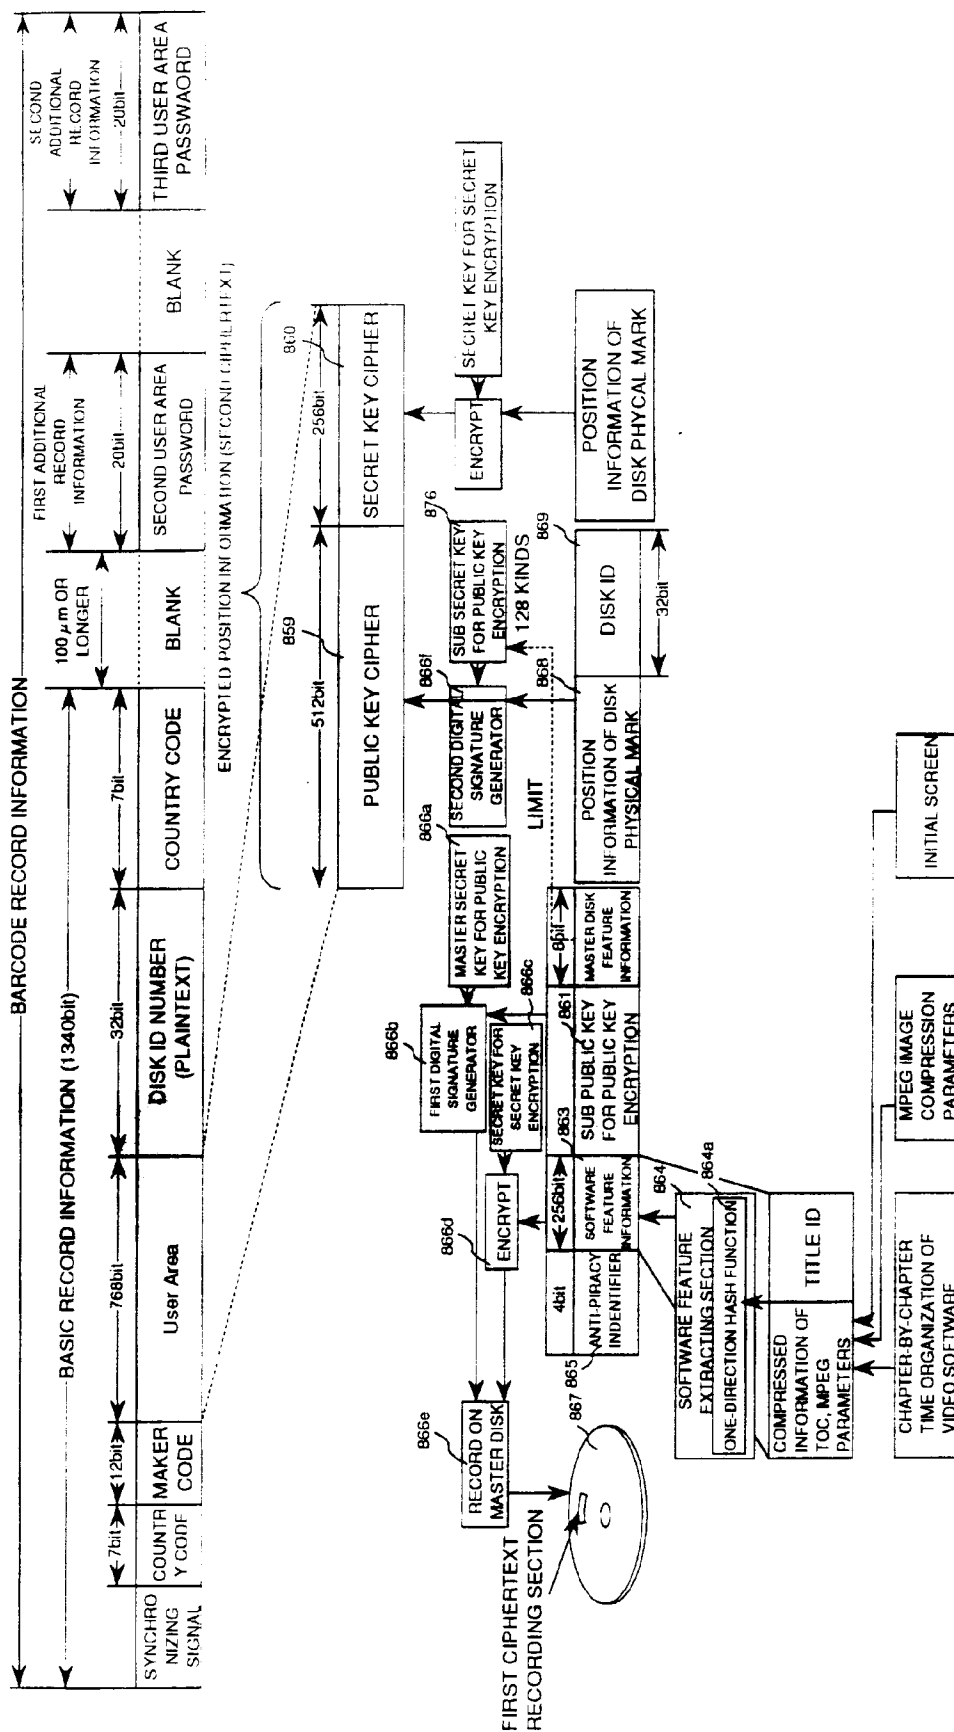 BARCODE RECORD INFORMATION
BASIC RECORD INFORMATION (1340bit)
100μm OR
LONGER
FIRST ADDITIONAL
RECORD
INFORMATION
SECOND
ADDITIONAL
RECORD
INFORMATION
7bit
12bit
768bit
32bit
7bit
20bit
20bit
SYNCHRO
NIZING
SIGNAL
COUNTR
Y CODE
MAKER
CODE
User Area
DISK ID NUMBER
(PLAINTEXT)
COUNTRY CODE
BLANK
SECOND USER AREA
PASSWORD
BLANK
THIRD USER AREA
PASSWAORD
ENCRYPTED POSITION INFORMATION (SECOND CIPHERTEXT)
859
860
512bit
256bit
PUBLIC KEY CIPHER
SECRET KEY CIPHER
866e
RECORD ON
MASTER DISK
866d
ENCRYPT
866b
FIRST DIGITAL
SIGNATURE
GENERATOR
SECRET KEY FOR
SECRET KEY
ENCRYPTION
866c
866a
MASTER SECRET
KEY FOR PUBLIC
KEY ENCRYPTION
866f
SECOND DIGITAL
SIGNATURE
GENERATOR
876
SUB SECRET KEY
FOR PUBLIC KEY
ENCRYPTION
128 KINDS
ENCRYPT
SECRET KEY FOR SECRET
KEY ENCRYPTION
LIMIT
FIRST CIPHERTEXT
RECORDING SECTION
867
865
4bit
ANTI-PIRACY
INDENTIFIER
256bit
SOFTWARE
FEATURE
INFORMATION
863
861
SUB PUBLIC KEY
FOR PUBLIC KEY
ENCRYPTION
8bit
MASTER DISK
FEATURE
INFORMATION
868
POSITION
INFORMATION OF DISK
PHYSICAL MARK
869
DISK ID
32bit
POSITION
INFORMATION OF
DISK PHYCAL MARK
864
864a
SOFTWARE FEATURE
EXTRACTING SECTION
ONE-DIRECTION HASH FUNCTION
COMPRESSED
INFORMATION OF
TOC, MPEG
PARAMETERS
TITLE ID
CHAPTER-BY-CHAPTER
TIME ORGANIZATION OF
VIDEO SOFTWARE
MPEG IMAGE
COMPRESSION
PARAMETERS
INITIAL SCREEN